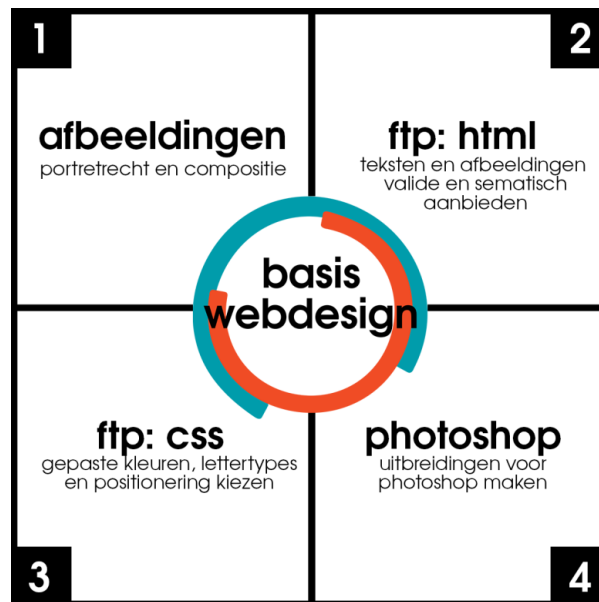 1
afbeeldingen
portretrecht en compositie
2
ftp: html
teksten en afbeeldingen
valide en sematisch
aanbieden
basis
webdesign
ftp: css
gepaste kleuren, lettertypes
en positionering kiezen
3
photoshop
uitbreidingen voor
photoshop maken
4